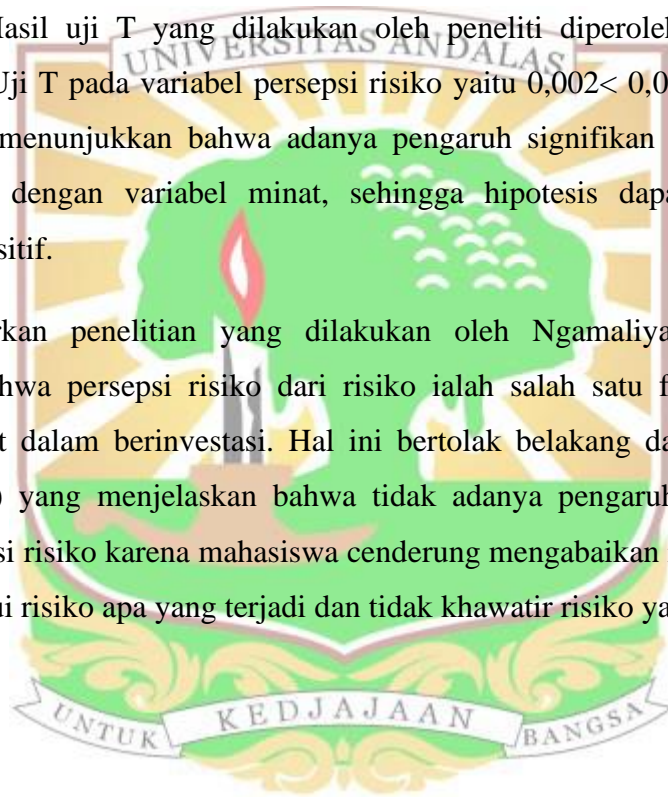 Hasil uji T yang dilakukan oleh peneliti diperoleh
UNIVERSITAS ANDALAS
Uji T pada variabel persepsi risiko yaitu 0,002< 0,0
menunjukkan bahwa adanya pengaruh signifikan
dengan variabel minat, sehingga hipotesis dapa
sitif.
rkan penelitian yang dilakukan oleh Ngamaliya
hwa persepsi risiko dari risiko ialah salah satu f
t dalam berinvestasi. Hal ini bertolak belakang da
) yang menjelaskan bahwa tidak adanya pengaruh
si risiko karena mahasiswa cenderung mengabaikan
ui risiko apa yang terjadi dan tidak khawatir risiko ya
UNTUK KEDJAJAAN BANGSA